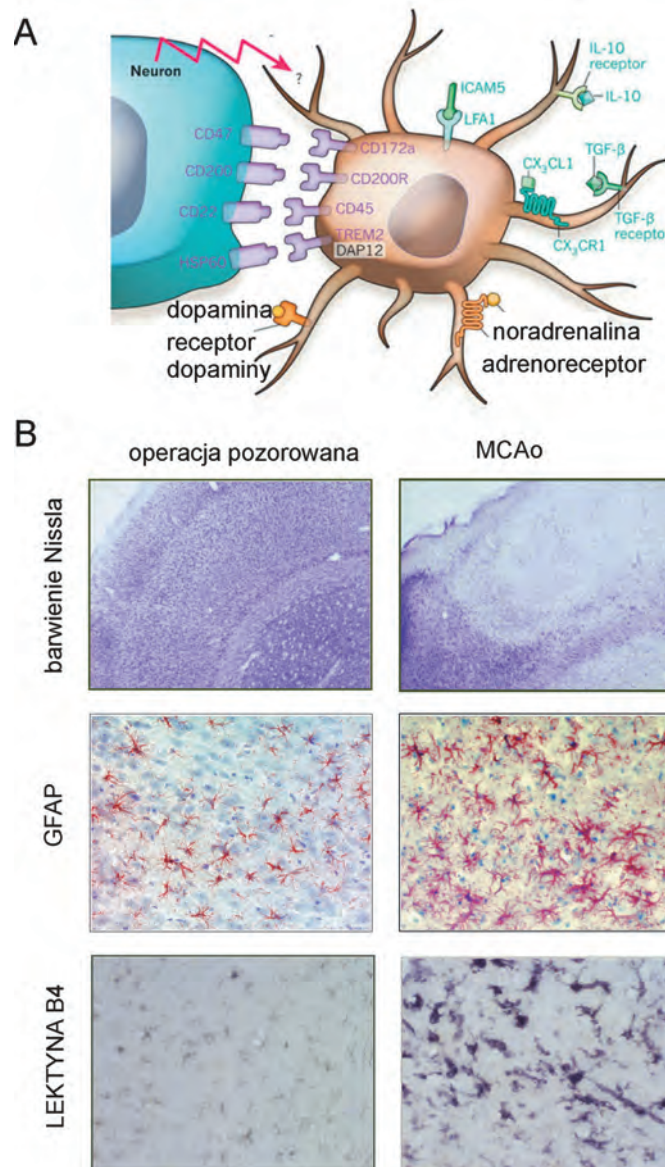 A
Neuron
-
?
CD47
CD200
CD22
HSP60
CD172a
CD200R
CD45
TREM2
DAP12
ICAM5
LFA1
IL-10
receptor
IL-10
CX₃CL1
TGF-β
TGF-β
receptor
CX₃CR1
dopamina
receptor
dopaminy
noradrenalina
adrenoreceptor
B
operacja pozorowana
MCAo
barwienie Nissla
GFAP
LEKTYNA B4